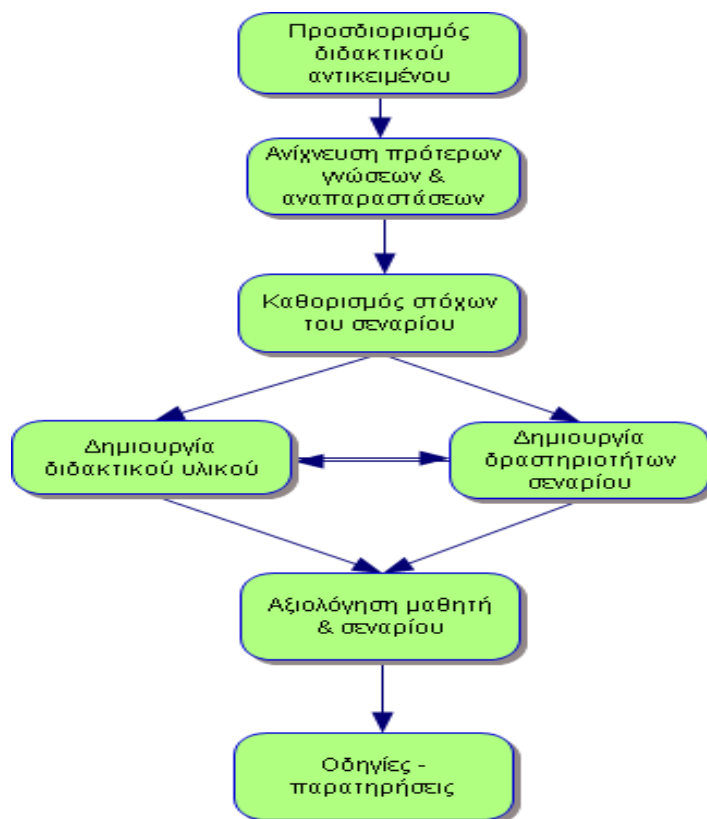 Προσδιορισμός
διδακτικού
αντικειμένου
Ανίχνευση πρότερων
γνώσεων &
αναπαραστάσεων
Καθορισμός στόχων
του σεναρίου
Δημιουργία
διδακτικού υλικού
Δημιουργία
δραστηριοτήτων
σεναρίου
Αξιολόγηση μαθητή
& σεναρίου
Οδηγίες -
παρατηρήσεις